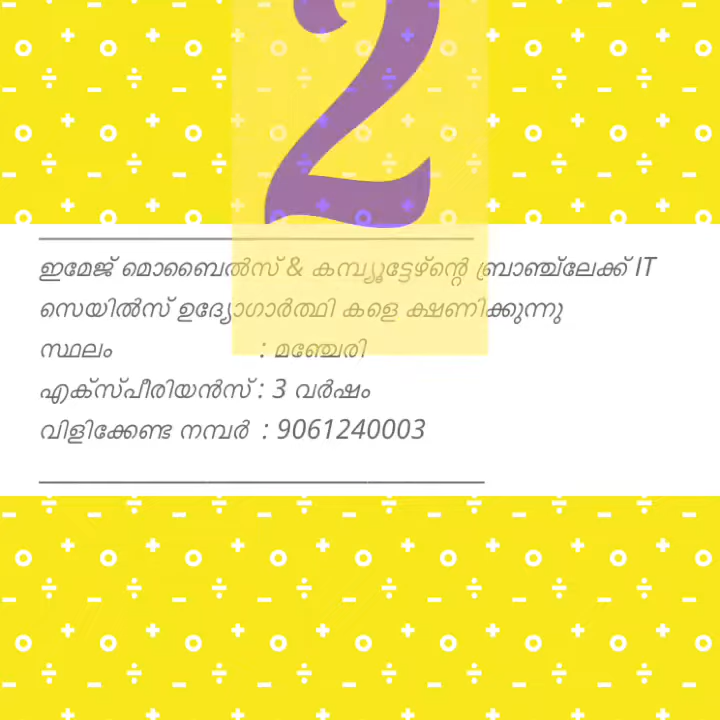 2
ഇമേജ് മൊബൈൽസ് & കമ്പ്യൂട്ടേഴ്ന്റെ ബ്രാഞ്ച്ലേക്ക് IT
സെയിൽസ് ഉദ്യോഗാർത്ഥി കളെ ക്ഷണിക്കുന്നു
സ്ഥലം : മഞ്ചേരി
എക്സ്പീരിയൻസ് : 3 വർഷം
വിളിക്കേണ്ട നമ്പർ : 9061240003